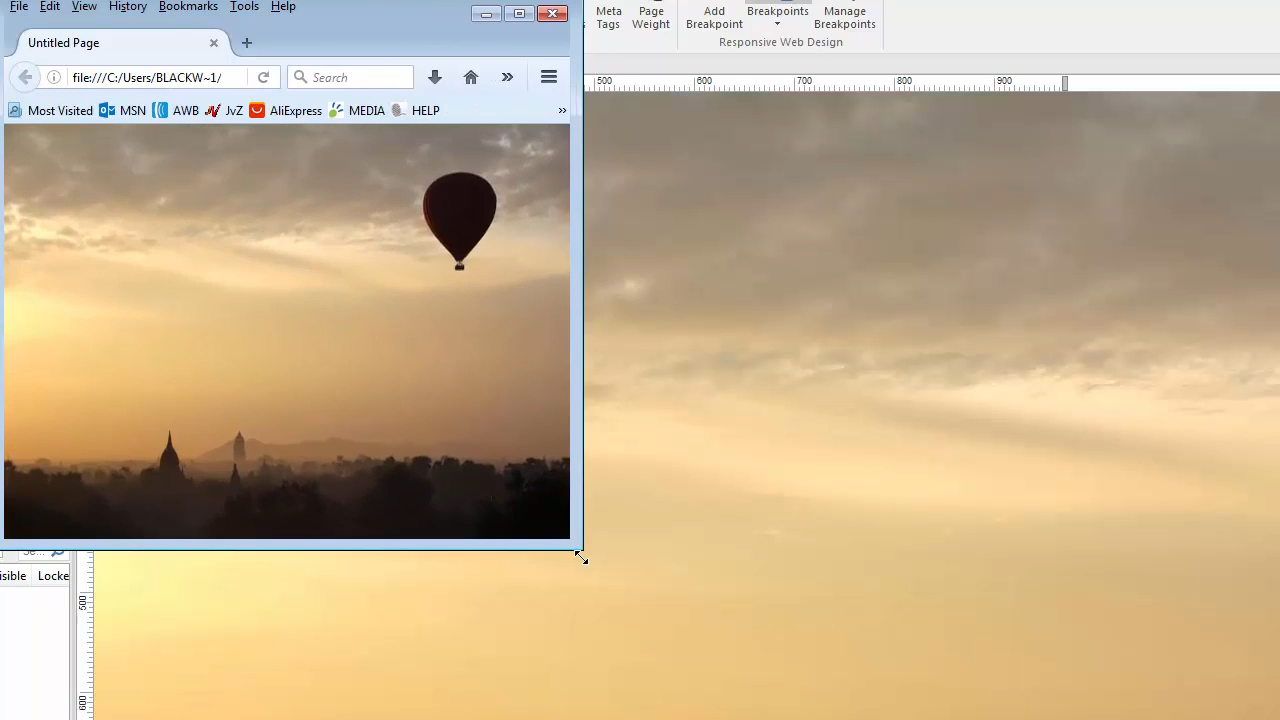 File Edit View History Bookmarks Tools Help
Untitled Page
file:///C:/Users/BLACKW~1/
Search
Most Visited MSN AWB JvZ AliExpress MEDIA HELP »
Meta Tags
Page Weight
Add Breakpoint
Breakpoints
Manage Breakpoints
Responsive Web Design
500 600 700 800 900
Se...
isible Locke
500
600